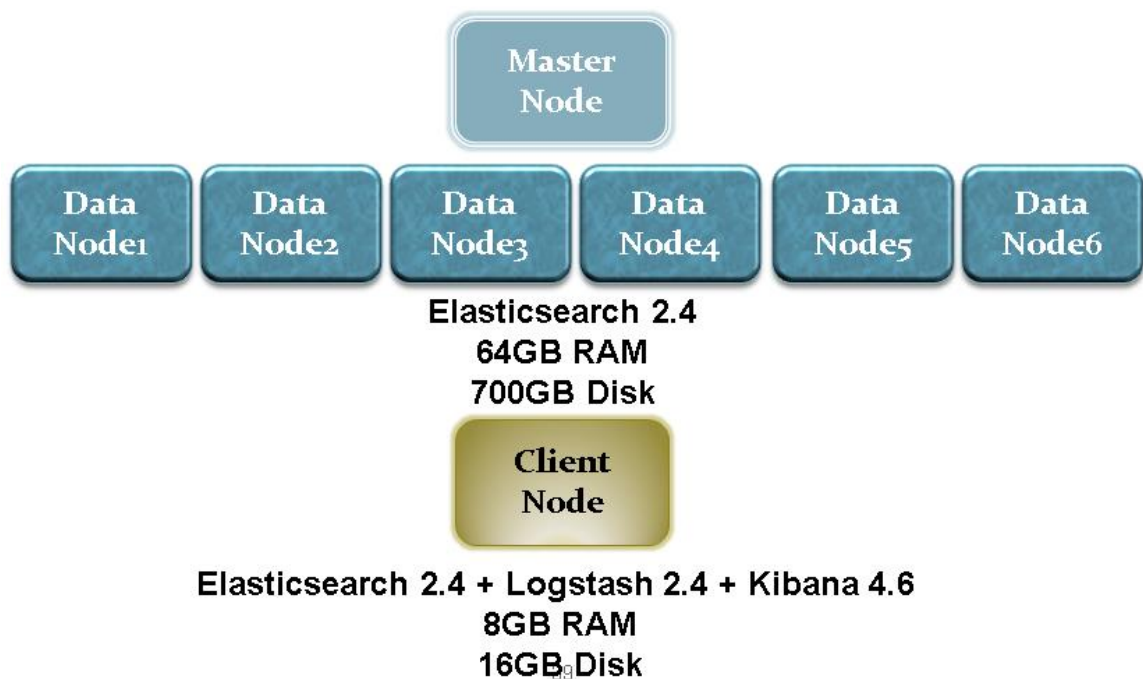 Master
Node
Data
Node1
Data
Node2
Data
Node3
Data
Node4
Data
Node5
Data
Node6
Elasticsearch 2.4
64GB RAM
700GB Disk
Client
Node
Elasticsearch 2.4 + Logstash 2.4 + Kibana 4.6
8GB RAM
16GB Disk